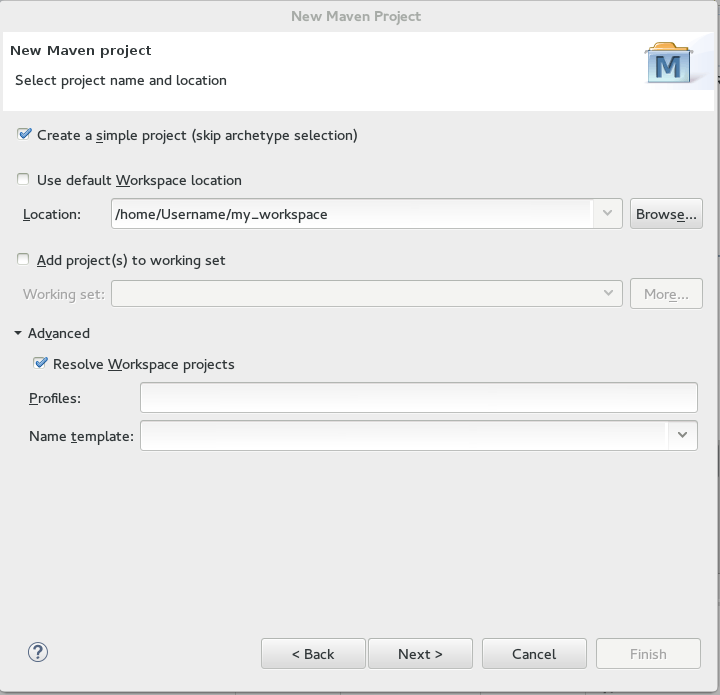 New Maven Project
New Maven project
Select project name and location
M
Create a simple project (skip archetype selection)
Use default Workspace location
Location: /home/Username/my_workspace Browse...
Add project(s) to working set
Working set: More...
Advanced
Resolve Workspace projects
Profiles:
Name template:
? < Back Next > Cancel Finish